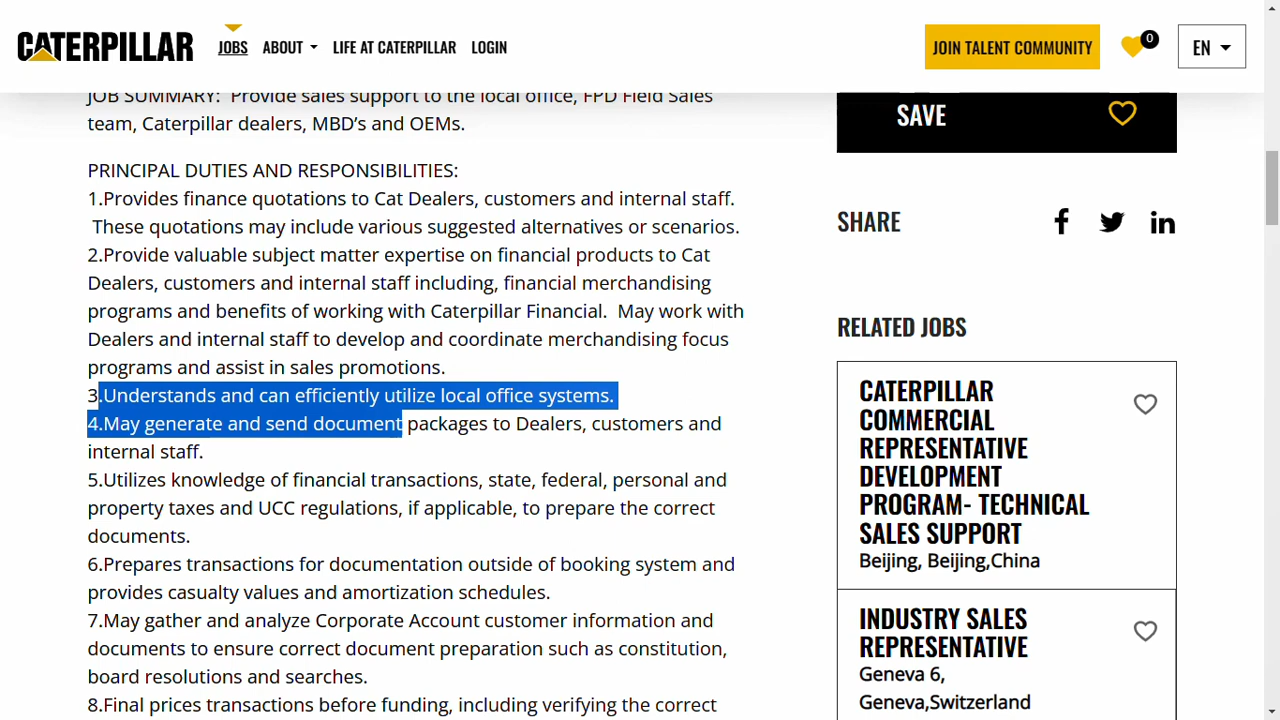 CATERPILLAR
JOBS
ABOUT
LIFE AT CATERPILLAR
LOGIN
JOIN TALENT COMMUNITY
0
EN
JOB SUMMARY:  Provide sales support to the local office, FPD Field Sales
team, Caterpillar dealers, MBD’s and OEMs.
PRINCIPAL DUTIES AND RESPONSIBILITIES:
1.Provides finance quotations to Cat Dealers, customers and internal staff.
These quotations may include various suggested alternatives or scenarios.
2.Provide valuable subject matter expertise on financial products to Cat
Dealers, customers and internal staff including, financial merchandising
programs and benefits of working with Caterpillar Financial.  May work with
Dealers and internal staff to develop and coordinate merchandising focus
programs and assist in sales promotions.
3.Understands and can efficiently utilize local office systems.
4.May generate and send document packages to Dealers, customers and
internal staff.
5.Utilizes knowledge of financial transactions, state, federal, personal and
property taxes and UCC regulations, if applicable, to prepare the correct
documents.
6.Prepares transactions for documentation outside of booking system and
provides casualty values and amortization schedules.
7.May gather and analyze Corporate Account customer information and
documents to ensure correct document preparation such as constitution,
board resolutions and searches.
8.Final prices transactions before funding, including verifying the correct
SAVE
SHARE
RELATED JOBS
CATERPILLAR
COMMERCIAL
REPRESENTATIVE
DEVELOPMENT
PROGRAM- TECHNICAL
SALES SUPPORT
Beijing, Beijing,China
INDUSTRY SALES
REPRESENTATIVE
Geneva 6,
Geneva,Switzerland